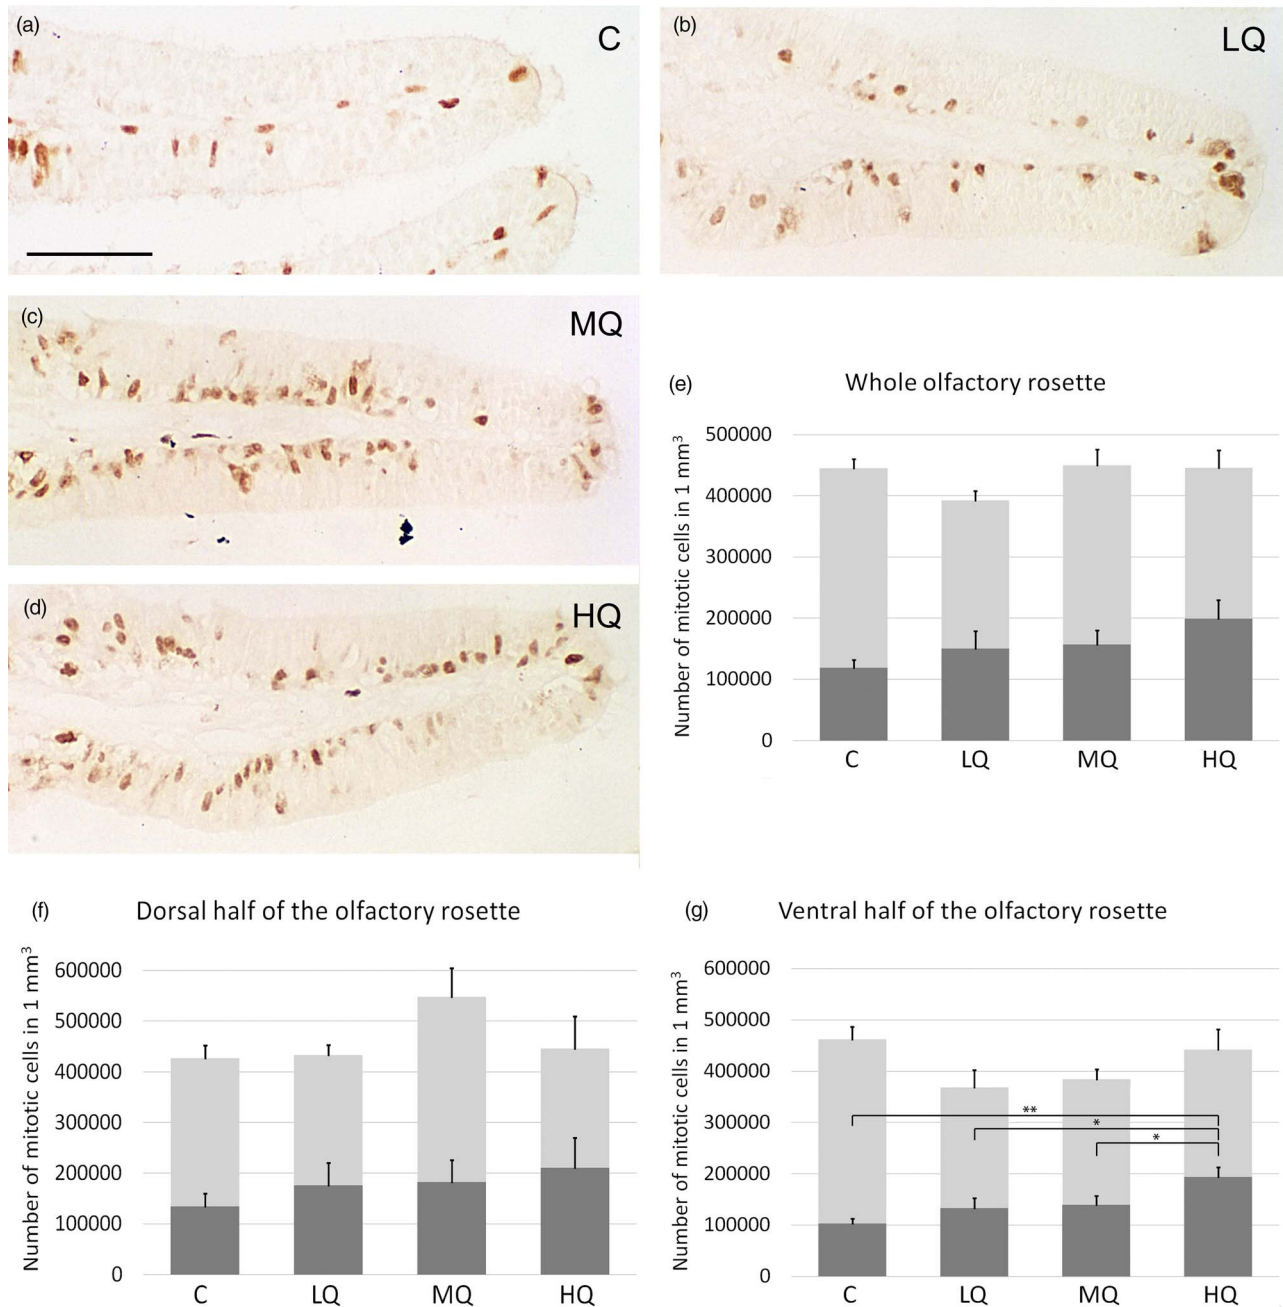 (a)
C
(b)
LQ
(c)
MQ
(d)
HQ
(e)
Whole olfactory rosette
Number of mitotic cells in 1 mm³
500000
400000
300000
200000
100000
0
C LQ MQ HQ
(f)
Dorsal half of the olfactory rosette
Number of mitotic cells in 1 mm³
600000
500000
400000
300000
200000
100000
0
C LQ MQ HQ
(g)
Ventral half of the olfactory rosette
Number of mitotic cells in 1 mm³
600000
500000
400000
300000
200000
100000
0
**
*
*
C LQ MQ HQ